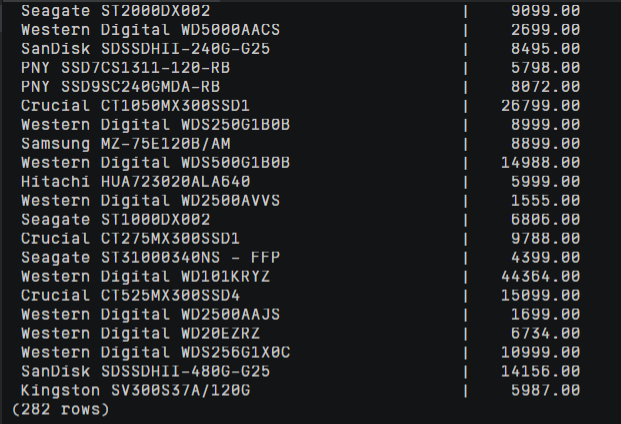 Seagate ST2000DX002 | 9099.00
Western Digital WD5000AACS | 2699.00
SanDisk SDSSDHII-240G-G25 | 8495.00
PNY SSD7CS1311-120-RB | 5798.00
PNY SSD9SC240GMDA-RB | 8072.00
Crucial CT1050MX300SSD1 | 26799.00
Western Digital WDS250G1B0B | 8999.00
Samsung MZ-75E120B/AM | 8899.00
Western Digital WDS500G1B0B | 14988.00
Hitachi HUA723020ALA640 | 5999.00
Western Digital WD2500AVVS | 1555.00
Seagate ST1000DX002 | 6806.00
Crucial CT275MX300SSD1 | 9788.00
Seagate ST31000340NS - FFP | 4399.00
Western Digital WD101KRYZ | 44364.00
Crucial CT525MX300SSD4 | 15099.00
Western Digital WD2500AAJS | 1699.00
Western Digital WD20EZRZ | 6734.00
Western Digital WDS256G1X0C | 10999.00
SanDisk SDSSDHII-480G-G25 | 14156.00
Kingston SV300S37A/120G | 5987.00
(282 rows)